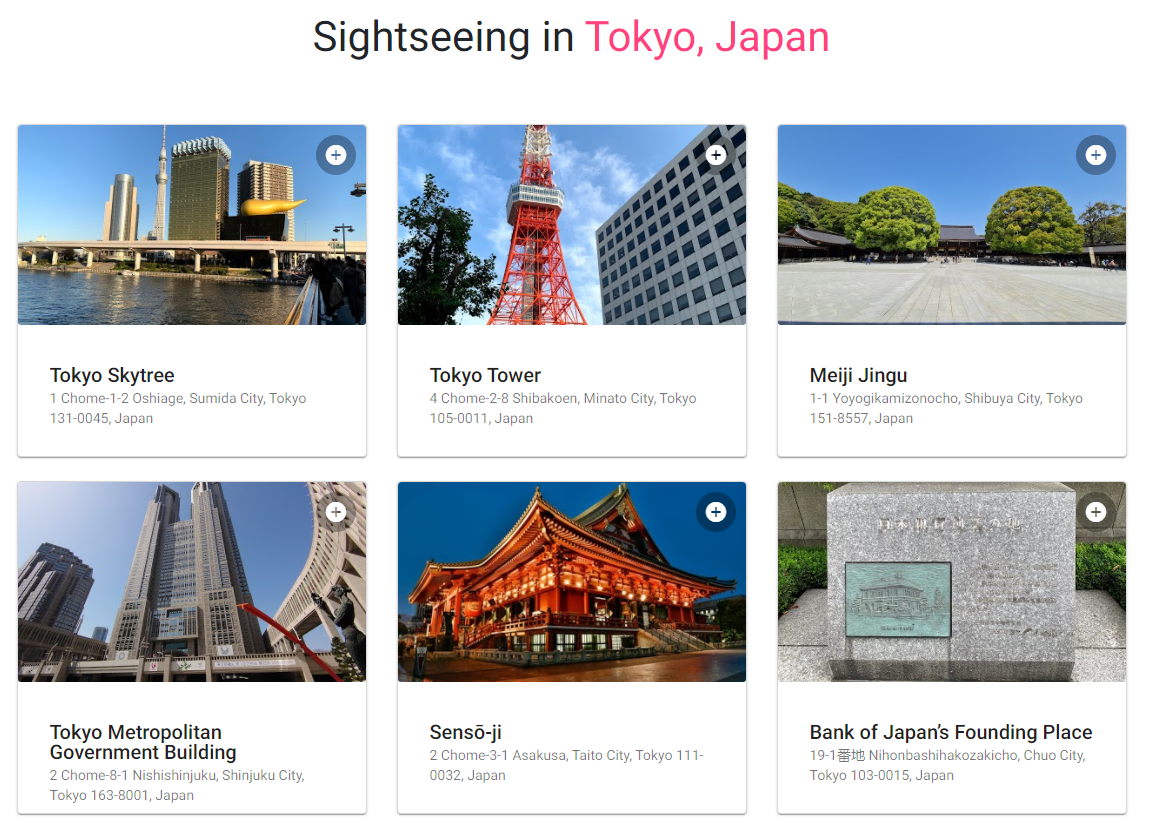 Sightseeing in Tokyo, Japan
Tokyo Skytree
1 Chome-1-2 Oshiage, Sumida City, Tokyo
131-0045, Japan
Tokyo Tower
4 Chome-2-8 Shibakoen, Minato City, Tokyo
105-0011, Japan
Meiji Jingu
1-1 Yoyogikamizonocho, Shibuya City, Tokyo
151-8557, Japan
Tokyo Metropolitan
Government Building
2 Chome-8-1 Nishishinjuku, Shinjuku City,
Tokyo 163-8001, Japan
Sensō-ji
2 Chome-3-1 Asakusa, Taito City, Tokyo 111-
0032, Japan
Bank of Japan’s Founding Place
19-1番地 Nihonbashihakozakicho, Chuo City,
Tokyo 103-0015, Japan